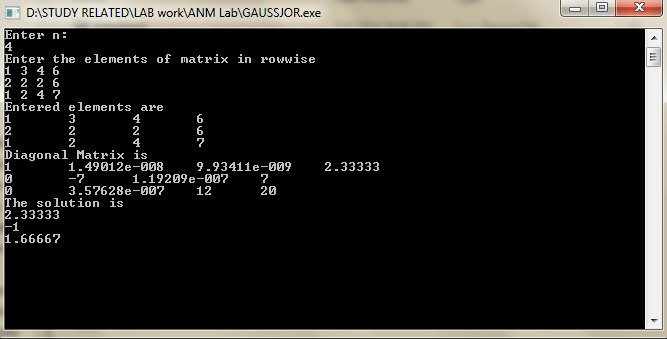 D:\STUDY RELATED\LAB work\ANM Lab\GAUSSJOR.exe
Enter n:
4
Enter the elements of matrix in rowwise
1 3 4 6
2 2 2 6
1 2 4 7
Entered elements are
1 3 4 6
2 2 2 6
1 2 4 7
Diagonal Matrix is
1 1.49012e-008 9.93411e-009 2.33333
0 -7 1.19209e-007 7
0 3.57628e-007 12 20
The solution is
2.33333
-1
1.66667